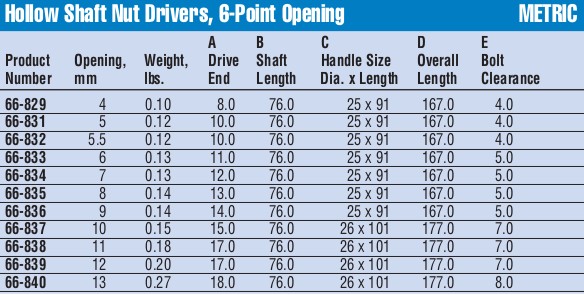 Hollow Shaft Nut Drivers, 6-Point Opening METRIC
A B C D E
Product Opening, Weight, Drive Shaft Handle Size Overall Bolt
Number mm lbs. End Length Dia. x Length Length Clearance
66-829 4 0.10 8.0 76.0 25 x 91 167.0 4.0
66-831 5 0.12 10.0 76.0 25 x 91 167.0 4.0
66-832 5.5 0.12 10.0 76.0 25 x 91 167.0 4.0
66-833 6 0.13 11.0 76.0 25 x 91 167.0 5.0
66-834 7 0.13 12.0 76.0 25 x 91 167.0 5.0
66-835 8 0.14 13.0 76.0 25 x 91 167.0 5.0
66-836 9 0.14 14.0 76.0 25 x 91 167.0 5.0
66-837 10 0.15 15.0 76.0 26 x 101 177.0 7.0
66-838 11 0.18 17.0 76.0 26 x 101 177.0 7.0
66-839 12 0.20 17.0 76.0 26 x 101 177.0 7.0
66-840 13 0.27 18.0 76.0 26 x 101 177.0 8.0